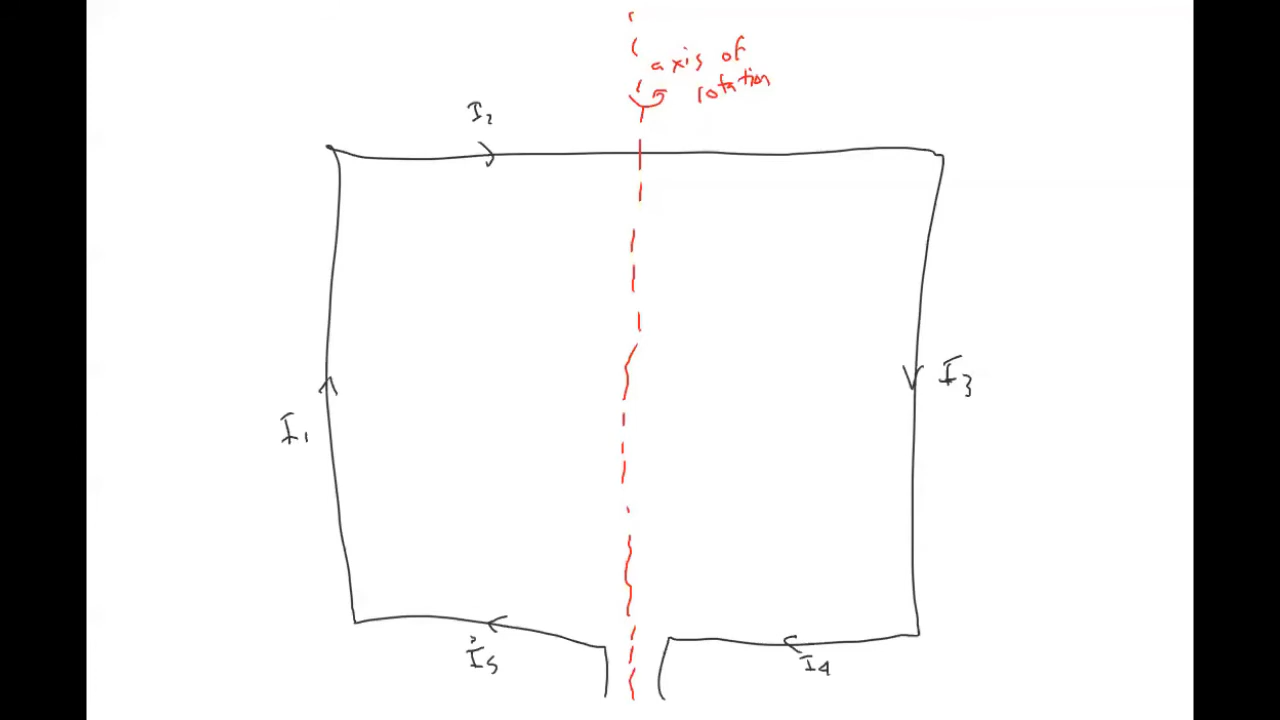 axis of
rotation
I₂
I₃
I₁
I₅
I₄